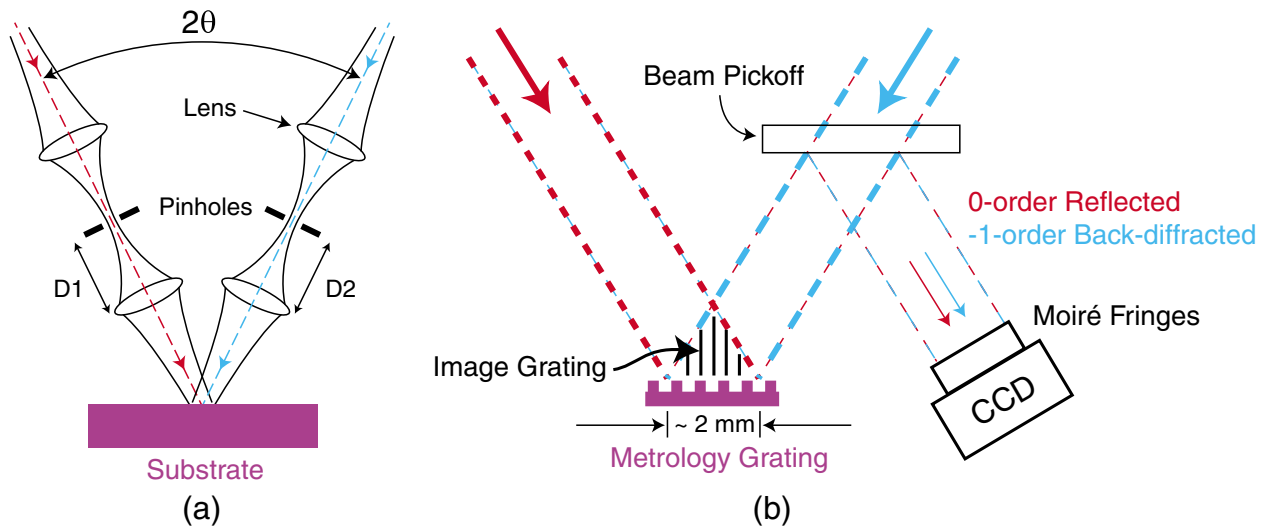 2θ
Lens
Pinholes
D1
D2
Substrate
(a)
Beam Pickoff
0-order Reflected
-1-order Back-diffracted
Moiré Fringes
Image Grating
CCD
~ 2 mm
Metrology Grating
(b)